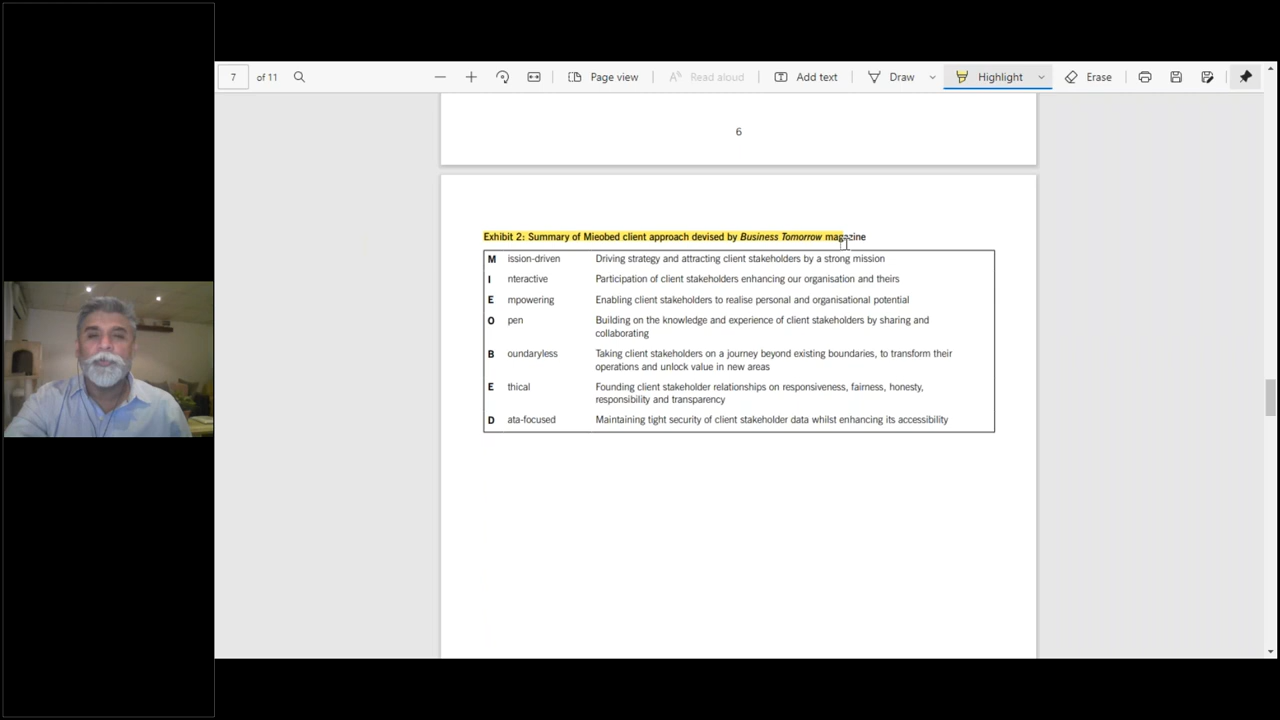 7 of 11 Page view Read aloud Add text Draw Highlight Erase
6
Exhibit 2: Summary of Mieobed client approach devised by Business Tomorrow magazine
M ission-driven Driving strategy and attracting client stakeholders by a strong mission
I nteractive Participation of client stakeholders enhancing our organisation and theirs
E mpowering Enabling client stakeholders to realise personal and organisational potential
O pen Building on the knowledge and experience of client stakeholders by sharing and
collaborating
B oundaryless Taking client stakeholders on a journey beyond existing boundaries, to transform their
operations and unlock value in new areas
E thical Founding client stakeholder relationships on responsiveness, fairness, honesty,
responsibility and transparency
D ata-focused Maintaining tight security of client stakeholder data whilst enhancing its accessibility